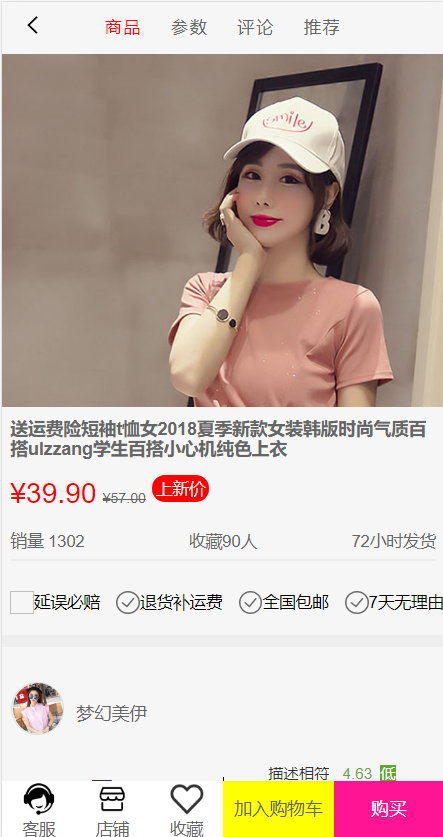 商品 参数 评论 推荐
Smile
B
送运费险短袖t恤女2018夏季新款女装韩版时尚气质百
搭ulzzang学生百搭小心机纯色上衣
¥39.90 ¥57.00 上新价
销量 1302 收藏90人 72小时发货
延误必赔 退货补运费 全国包邮 7天无理由
梦幻美伊
描述相符 4.63 低
客服 店铺 收藏 加入购物车 购买